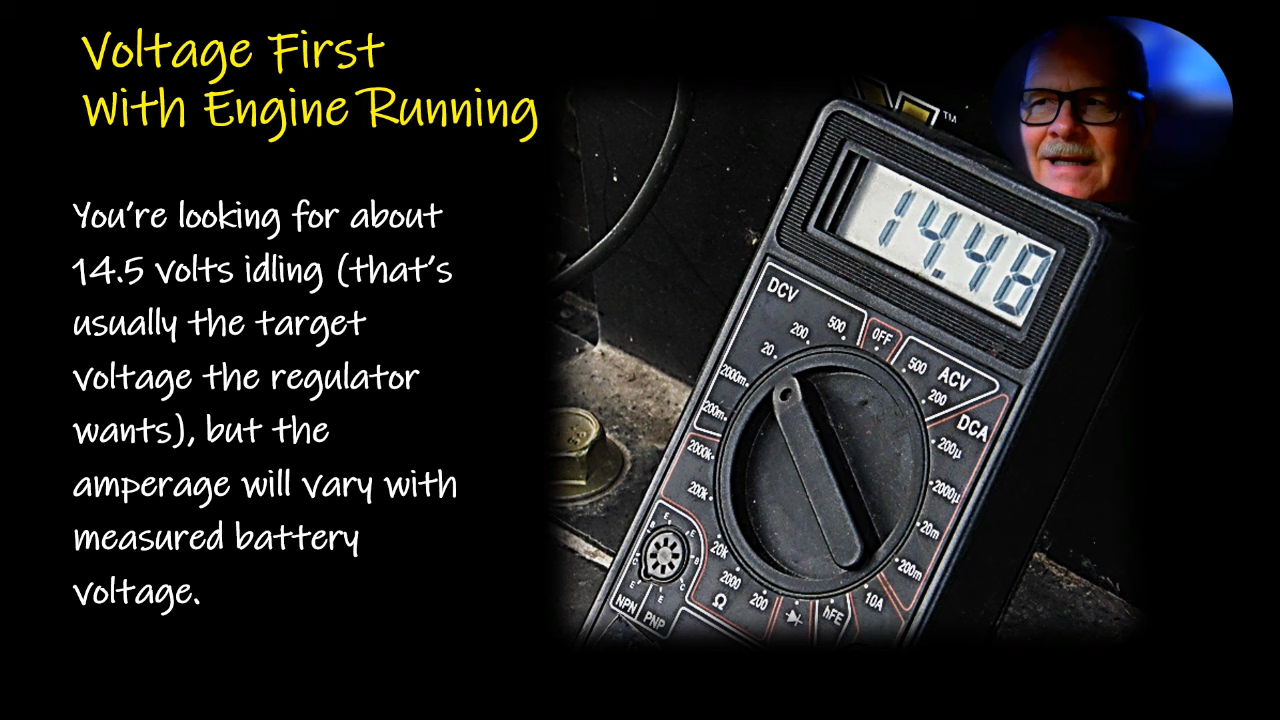 Voltage First
With Engine Running
You're looking for about
14.5 volts idling (that's
usually the target
voltage the regulator
wants), but the
amperage will vary with
measured battery
voltage.
TM
14.48
DCV
OFF
ACV
500
200
20
2000m
200m
500
200
DCA
200µ
2000µ
20m
200m
10A
2000k
200k
20k
2000
200
Ω
hFE
NPN
PNP
E
B
C
E
E
B
C
E